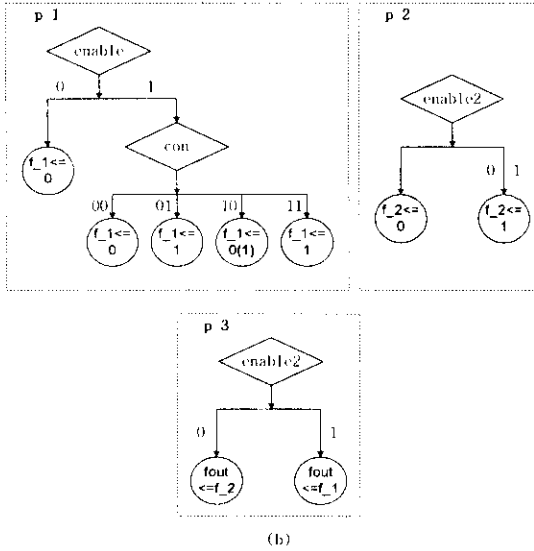 p 1
enable
0 1
f_1<=
0
con
00 01 10 11
f_1<=
0
f_1<=
1
f_1<=
0(1)
f_1<=
1
p 2
enable2
0 1
f_2<=
0
f_2<=
1
p 3
enable2
0 1
fout
<=f_2
fout
<=f_1
(b)